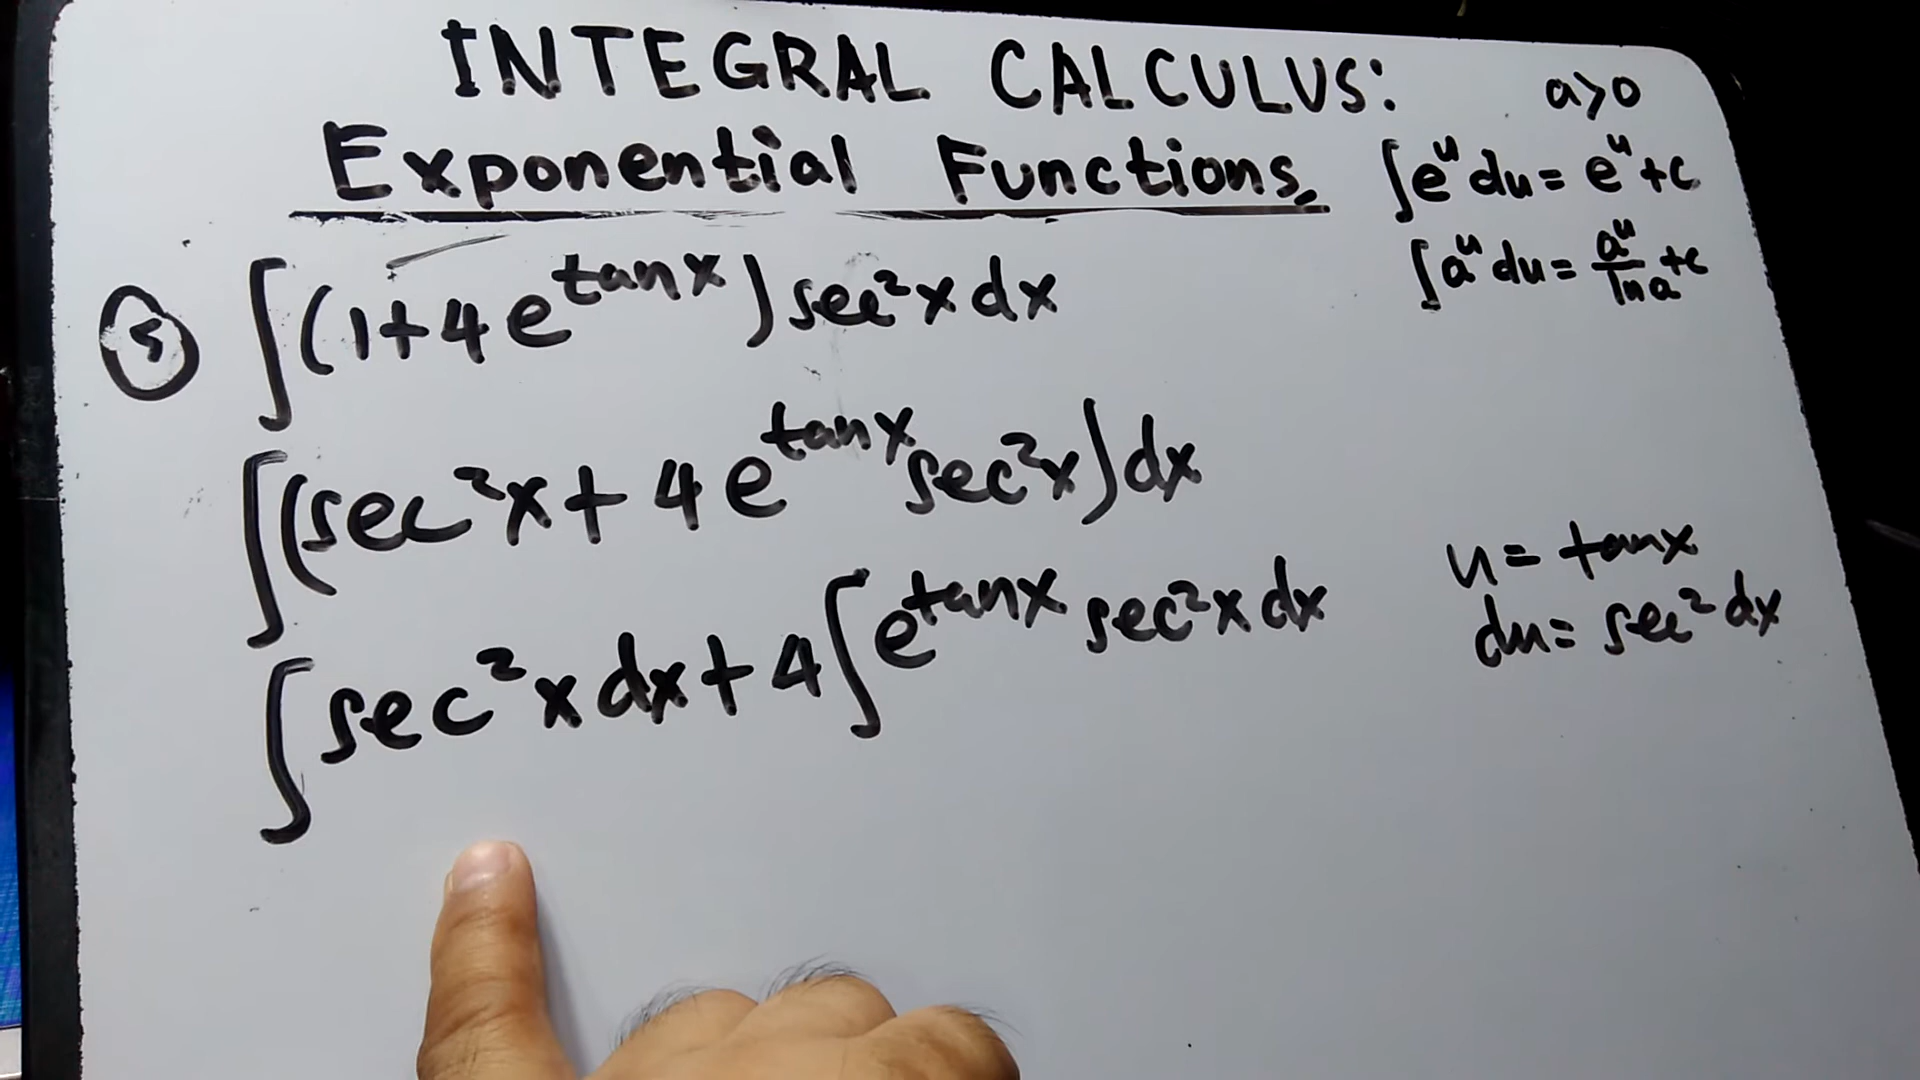 INTEGRAL CALCULUS:
Exponential Functions.
a>0
∫e^u du = e^u + c
∫a^u du = a^u/ln a + c
⑤ ∫(1+4e^tanx) sec²x dx
∫(sec²x + 4e^tanx sec²x)dx
∫sec²x dx + 4∫e^tanx sec²x dx
u = tanx
du = sec² dx